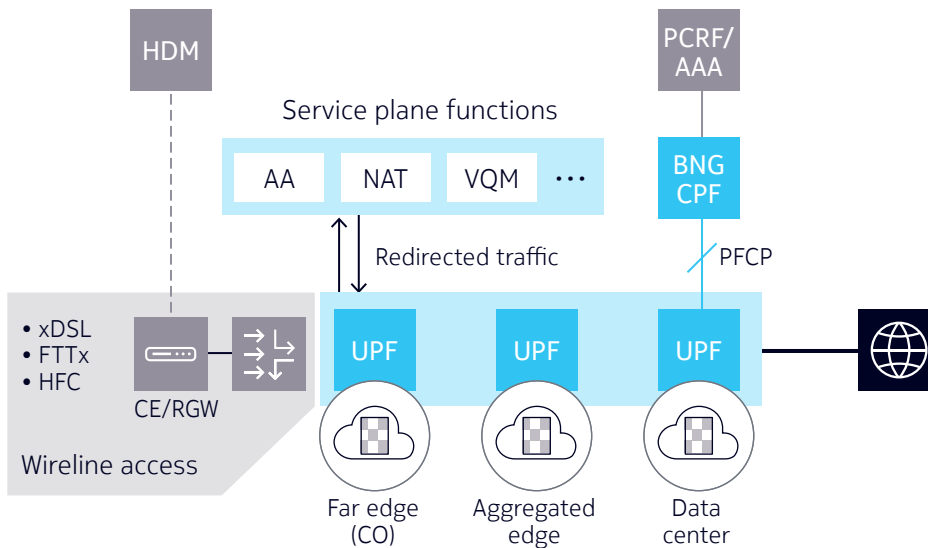 HDM
PCRF/
AAA
Service plane functions
AA
NAT
VQM
...
BNG
CPF
Redirected traffic
PFCP
• xDSL
• FTTx
• HFC
CE/RGW
Wireline access
UPF
UPF
UPF
Far edge
(CO)
Aggregated
edge
Data
center